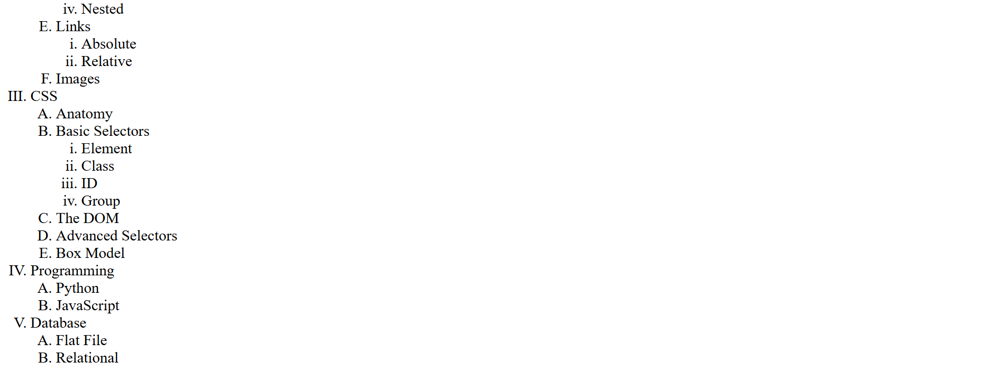 iv. Nested
E. Links
i. Absolute
ii. Relative
F. Images
III. CSS
A. Anatomy
B. Basic Selectors
i. Element
ii. Class
iii. ID
iv. Group
C. The DOM
D. Advanced Selectors
E. Box Model
IV. Programming
A. Python
B. JavaScript
V. Database
A. Flat File
B. Relational